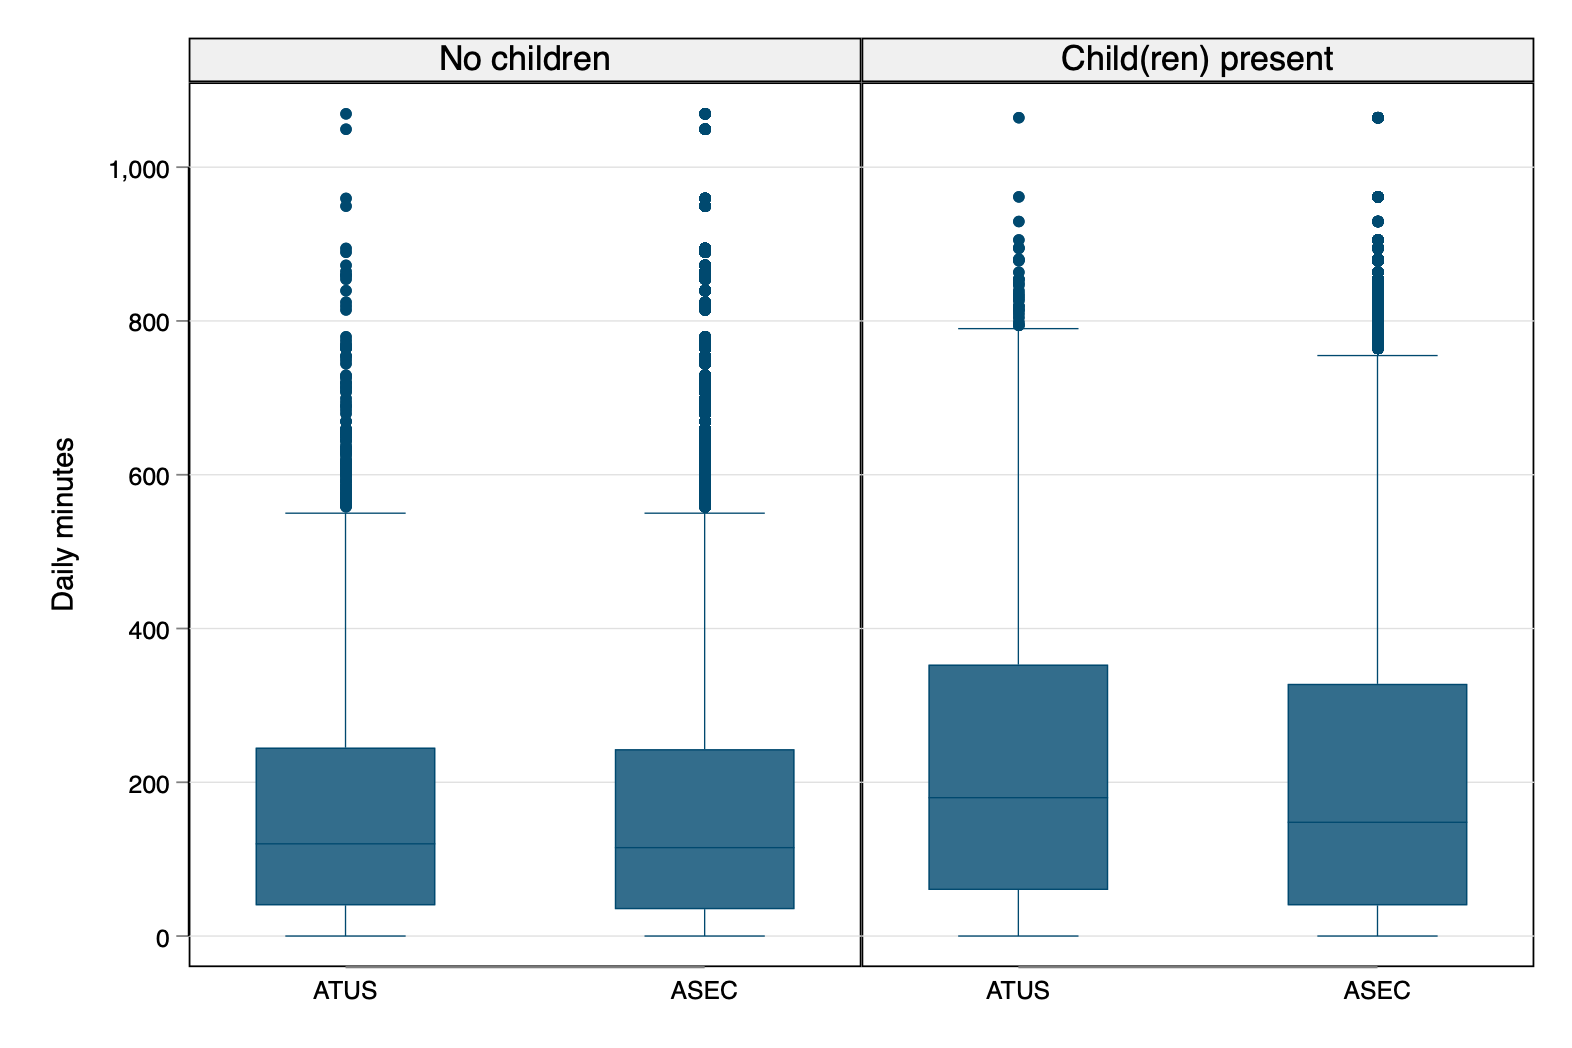 No children
Child(ren) present
Daily minutes
1,000
800
600
400
200
0
ATUS
ASEC
ATUS
ASEC